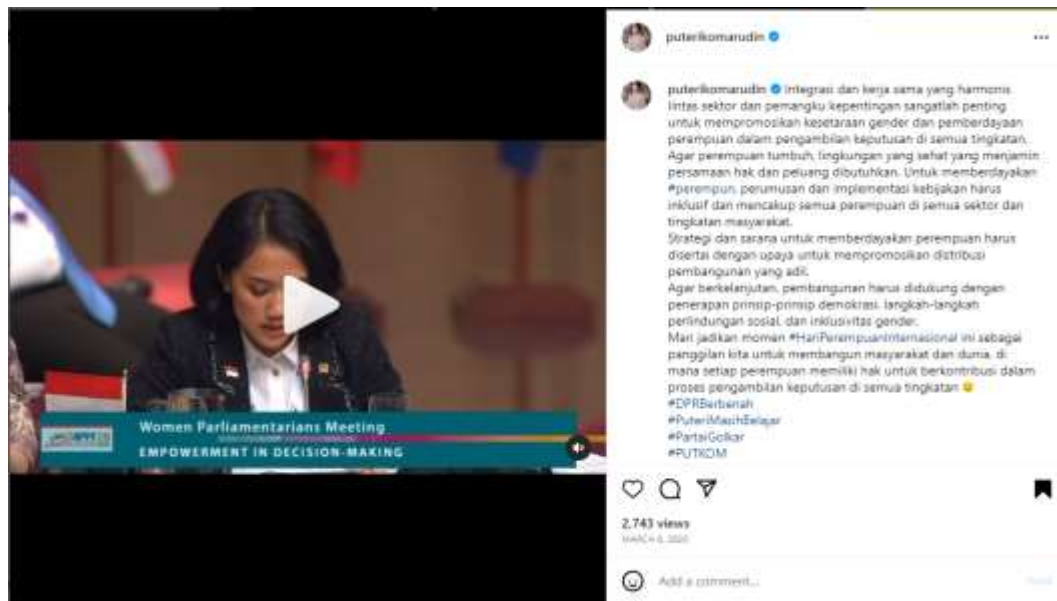 puterikomarudin
puterikomarudin Integrasi dan kerja sama yang harmonis
lintas sektor dan pemangku kepentingan sangatlah penting
untuk mempromosikan kesetaraan gender dan pemberdayaan
perempuan dalam pengambilan keputusan di semua tingkatan.
Agar perempuan tumbuh, lingkungan yang sehat yang menjamin
persamaan hak dan peluang dibutuhkan. Untuk memberdayakan
#perempun, perumusan dan implementasi kebijakan harus
inklusif dan mencakup semua perempuan di semua sektor dan
tingkatan masyarakat.
Strategi dan sarana untuk memberdayakan perempuan harus
disertai dengan upaya untuk mempromosikan distribusi
pembangunan yang adil.
Agar berkelanjutan, pembangunan harus didukung dengan
penerapan prinsip-prinsip demokrasi, langkah-langkah
perlindungan sosial, dan inklusivitas gender.
Mari jadikan momen #HariPerempuanInternasional ini sebagai
panggilan kita untuk membangun masyarakat dan dunia, di
mana setiap perempuan memiliki hak untuk berkontribusi dalam
proses pengambilan keputusan di semua tingkatan
#DPRBerbenah
#PuteriMasihBelajar
#PartaiGolkar
#PUTKOM
Women Parliamentarians Meeting
EMPOWERMENT IN DECISION-MAKING
2,743 views
Add a comment...